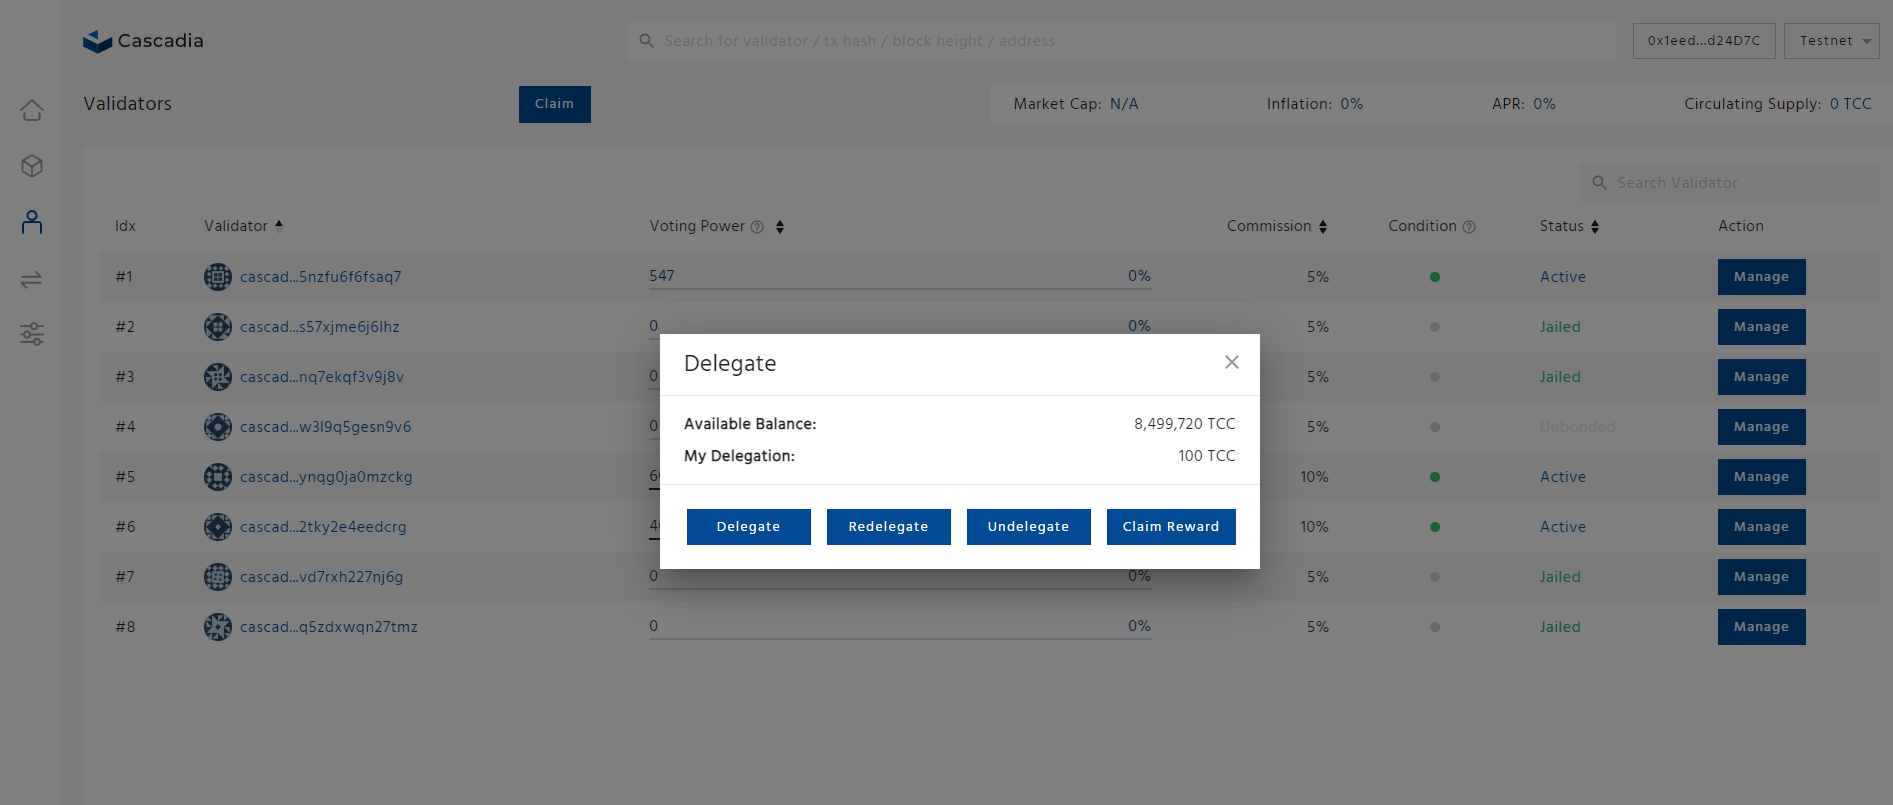 Cascadia
Search for validator / tx hash / block height / address
0x1eed...d24D7C
Testnet
Validators
Claim
Market Cap: N/A
Inflation: 0%
APR: 0%
Circulating Supply: 0 TCC
Search Validator
Idx Validator Voting Power Commission Condition Status Action
#1 cascad...5nzfu6f6fsaq7 547 0% 5% Active Manage
#2 cascad...s57xjme6j6lhz 0 0% 5% Jailed Manage
#3 cascad...nq7ekqf3v9j8v 0 5% Jailed Manage
#4 cascad...w3l9q5gesn9v6 0 5% Unbonded Manage
#5 cascad...ynqg0ja0mzckg 10% Active Manage
#6 cascad...2tky2e4eedcrg 10% Active Manage
#7 cascad...vd7rxh227nj6g 0 0% 5% Jailed Manage
#8 cascad...q5zdxwqn27tmz 0 0% 5% Jailed Manage
Delegate
Available Balance: 8,499,720 TCC
My Delegation: 100 TCC
Delegate Redelegate Undelegate Claim Reward